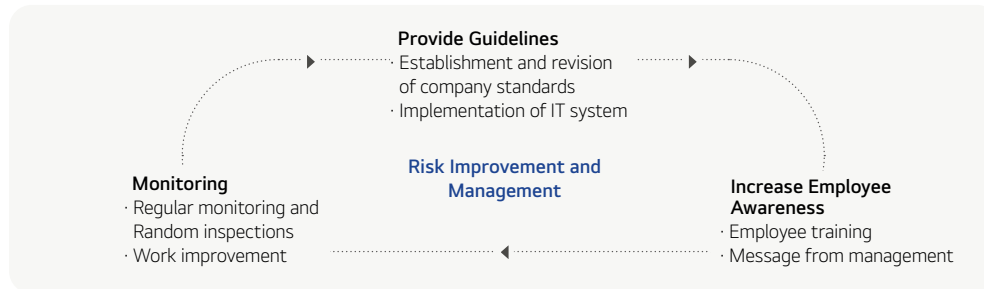 Provide Guidelines
· Establishment and revision
of company standards
· Implementation of IT system
Risk Improvement and
Management
Monitoring
· Regular monitoring and
Random inspections
· Work improvement
Increase Employee
Awareness
· Employee training
· Message from management